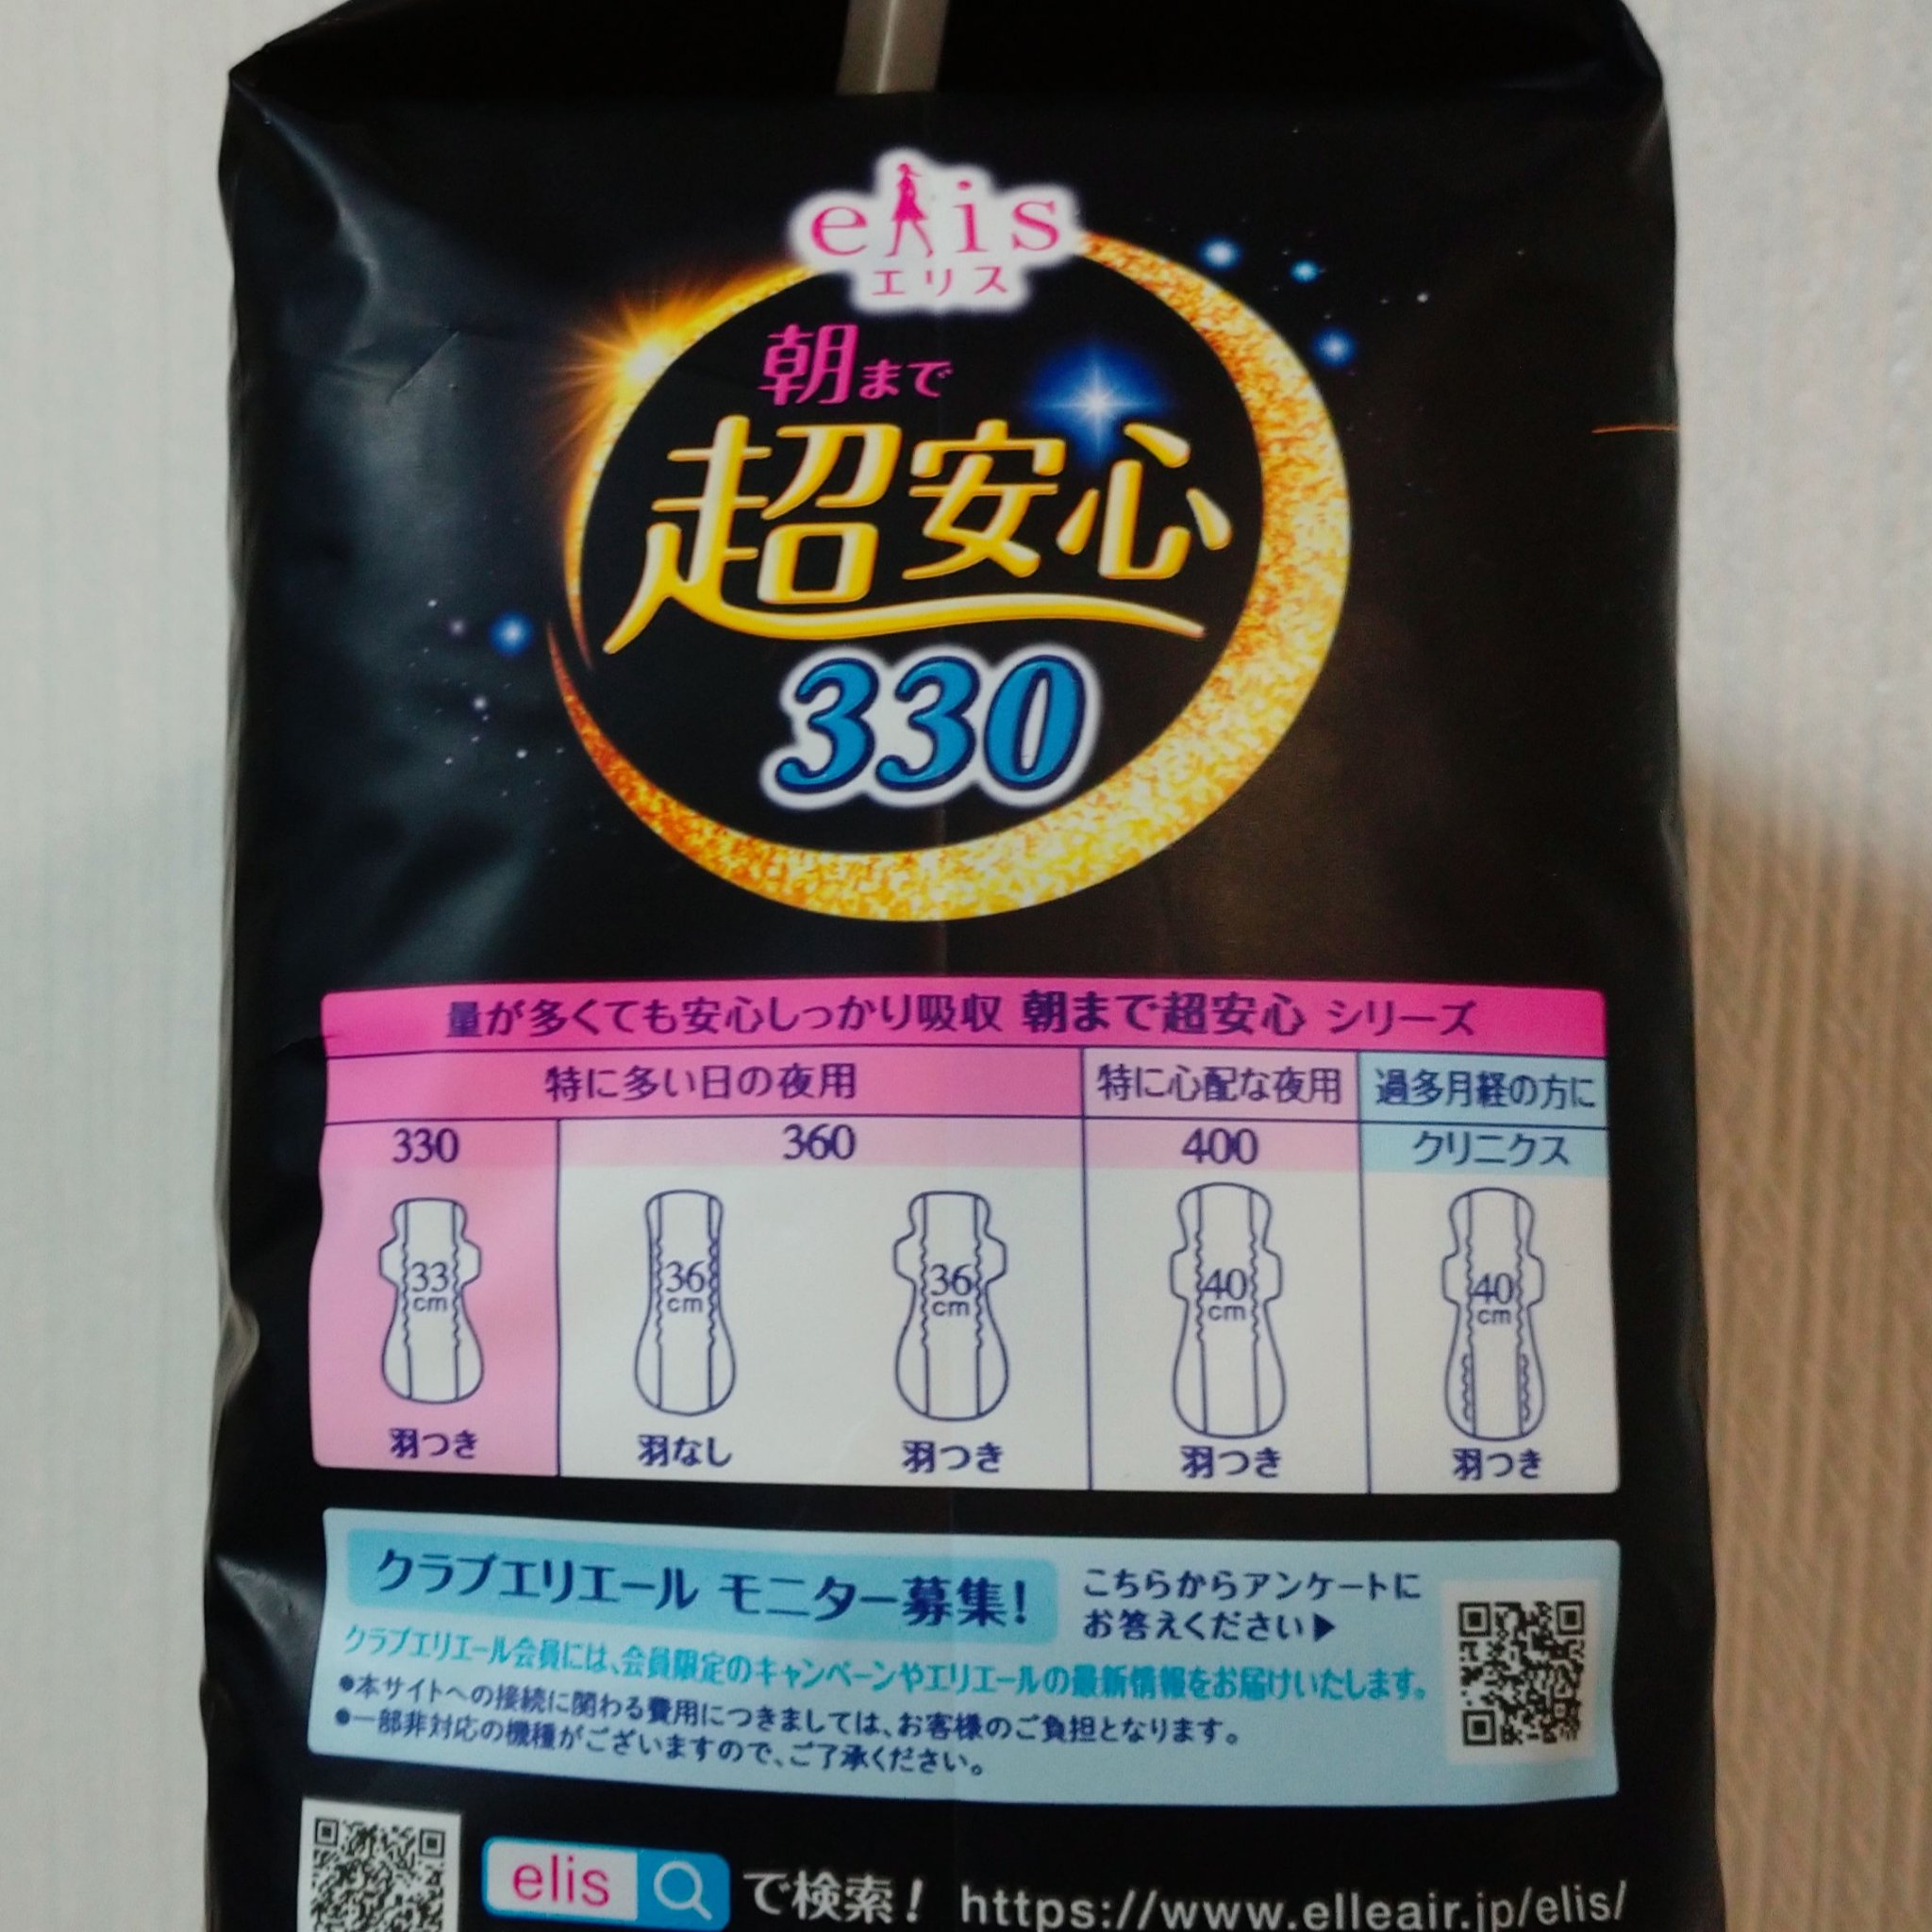 elis
エリス
朝まで
超安心
330
量が多くても安心しっかり吸収 朝まで超安心 シリーズ
特に多い日の夜用 特に心配な夜用 過多月経の方に
330 360 400 クリニクス
33cm 36cm 36cm 40cm 40cm
羽つき 羽なし 羽つき 羽つき 羽つき
クラブエリエール モニター募集!
こちらからアンケートに
お答えください▶
クラブエリエール会員には、会員限定のキャンペーンやエリエールの最新情報をお届けいたします。
●本サイトへの接続に関わる費用につきましては、お客様のご負担となります。
●一部非対応の機種がございますので、ご了承ください。
elis で検索! https://www.elleair.jp/elis/